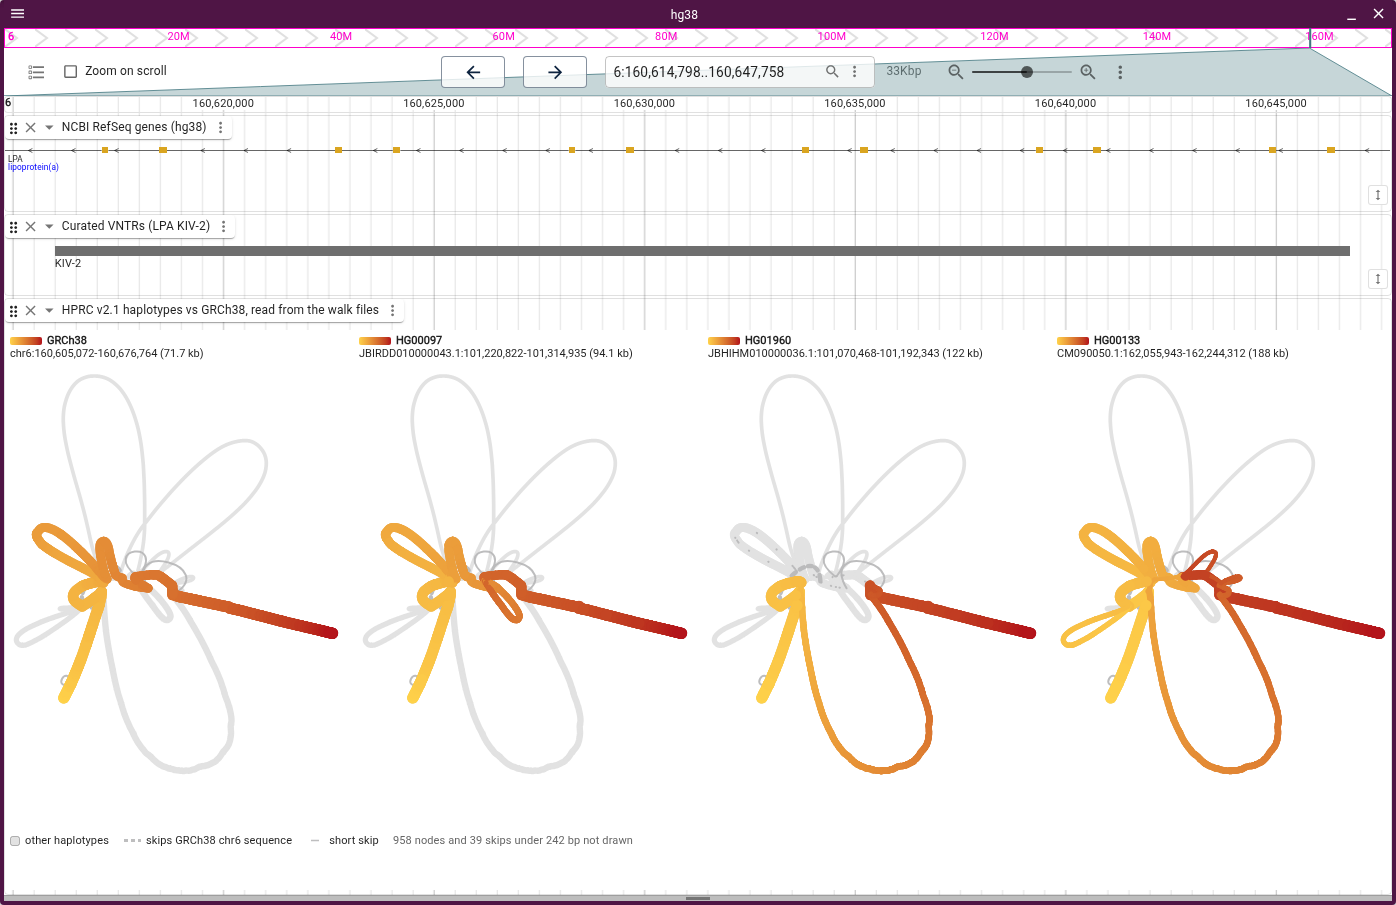 hg38
6 20M 40M 60M 80M 100M 120M 140M 160M
Zoom on scroll
6:160,614,798..160,647,758
33Kbp
6 160,620,000 160,625,000 160,630,000 160,635,000 160,640,000 160,645,000
NCBI RefSeq genes (hg38)
LPA
lipoprotein(a)
Curated VNTRs (LPA KIV-2)
KIV-2
HPRC v2.1 haplotypes vs GRCh38, read from the walk files
GRCh38
chr6:160,605,072-160,676,764 (71.7 kb)
HG00097
JBIRDD010000043.1:101,220,822-101,314,935 (94.1 kb)
HG01960
JBHIHM010000036.1:101,070,468-101,192,343 (122 kb)
HG00133
CM090050.1:162,055,943-162,244,312 (188 kb)
other haplotypes skips GRCh38 chr6 sequence short skip 958 nodes and 39 skips under 242 bp not drawn